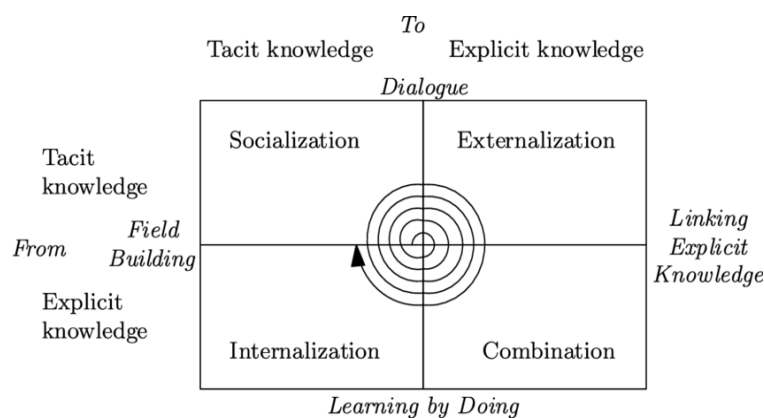 To
Tacit knowledge Explicit knowledge
Dialogue
Socialization Externalization
Tacit
knowledge
Field
Building
From
Linking
Explicit
Knowledge
Explicit
knowledge
Internalization Combination
Learning by Doing